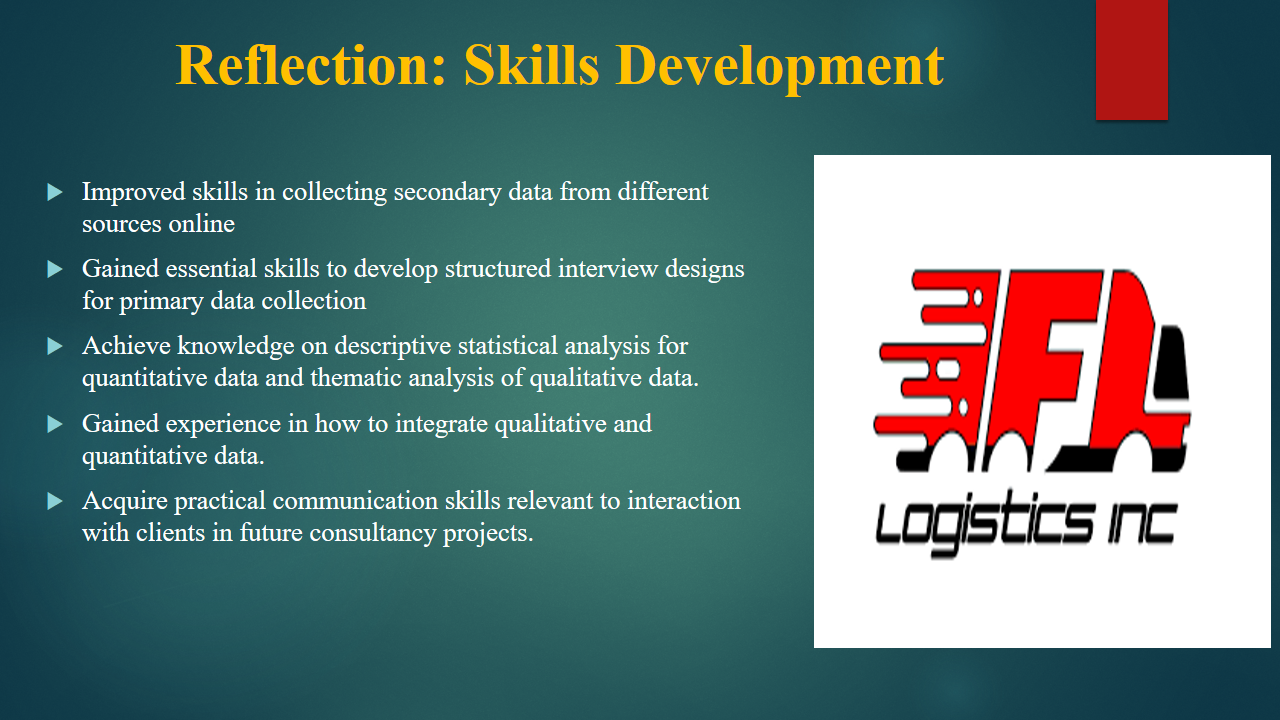 Reflection: Skills Development
Improved skills in collecting secondary data from different
sources online
Gained essential skills to develop structured interview designs
for primary data collection
Achieve knowledge on descriptive statistical analysis for
quantitative data and thematic analysis of qualitative data.
Gained experience in how to integrate qualitative and
quantitative data.
Acquire practical communication skills relevant to interaction
with clients in future consultancy projects.
FL
Logistics Inc